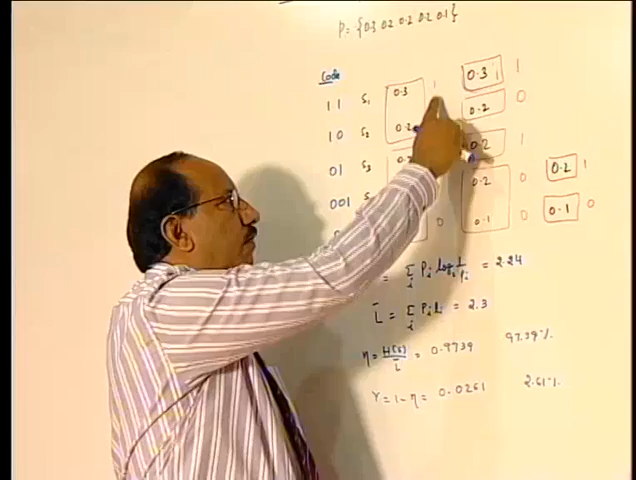 P = {0.3 0.2 0.2 0.2 0.1}
Code
11 S₁ 0.3 1 0.3 1 1
10 S₂ 0.2 0.2 0
01 S₃ 0.2 0.2 1
001 S 0.2 0 0.2 1
0 0.1 0 0.1 0
= Σᵢ Pᵢ log₂ 1/Pᵢ = 2.24
L̄ = Σᵢ Pᵢ lᵢ = 2.3
η = H(S)/L̄ = 0.9739 97.39%.
γ = 1-η = 0.0261 2.61%.